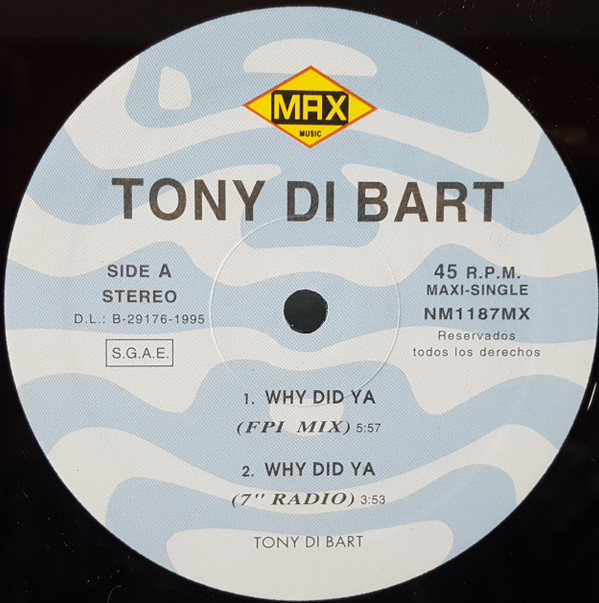 MAX
MUSIC
TONY DI BART
SIDE A
STEREO
D.L.: B-29176-1995
S.G.A.E.
45 R.P.M.
MAXI-SINGLE
NM1187MX
Reservados
todos los derechos
1. WHY DID YA
(FPI MIX) 5:57
2. WHY DID YA
(7" RADIO) 3:53
TONY DI BART